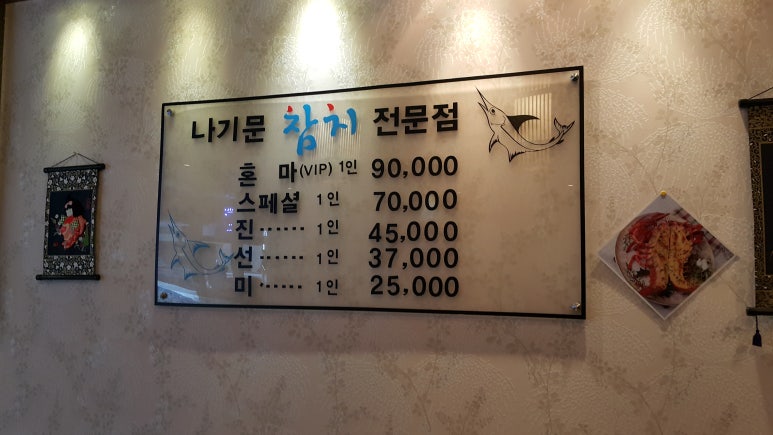 나기문 참치 전문점
혼 마(VIP) 1인 90,000
스페셜 1인 70,000
진 ······ 1인 45,000
선 ······ 1인 37,000
미 ······ 1인 25,000